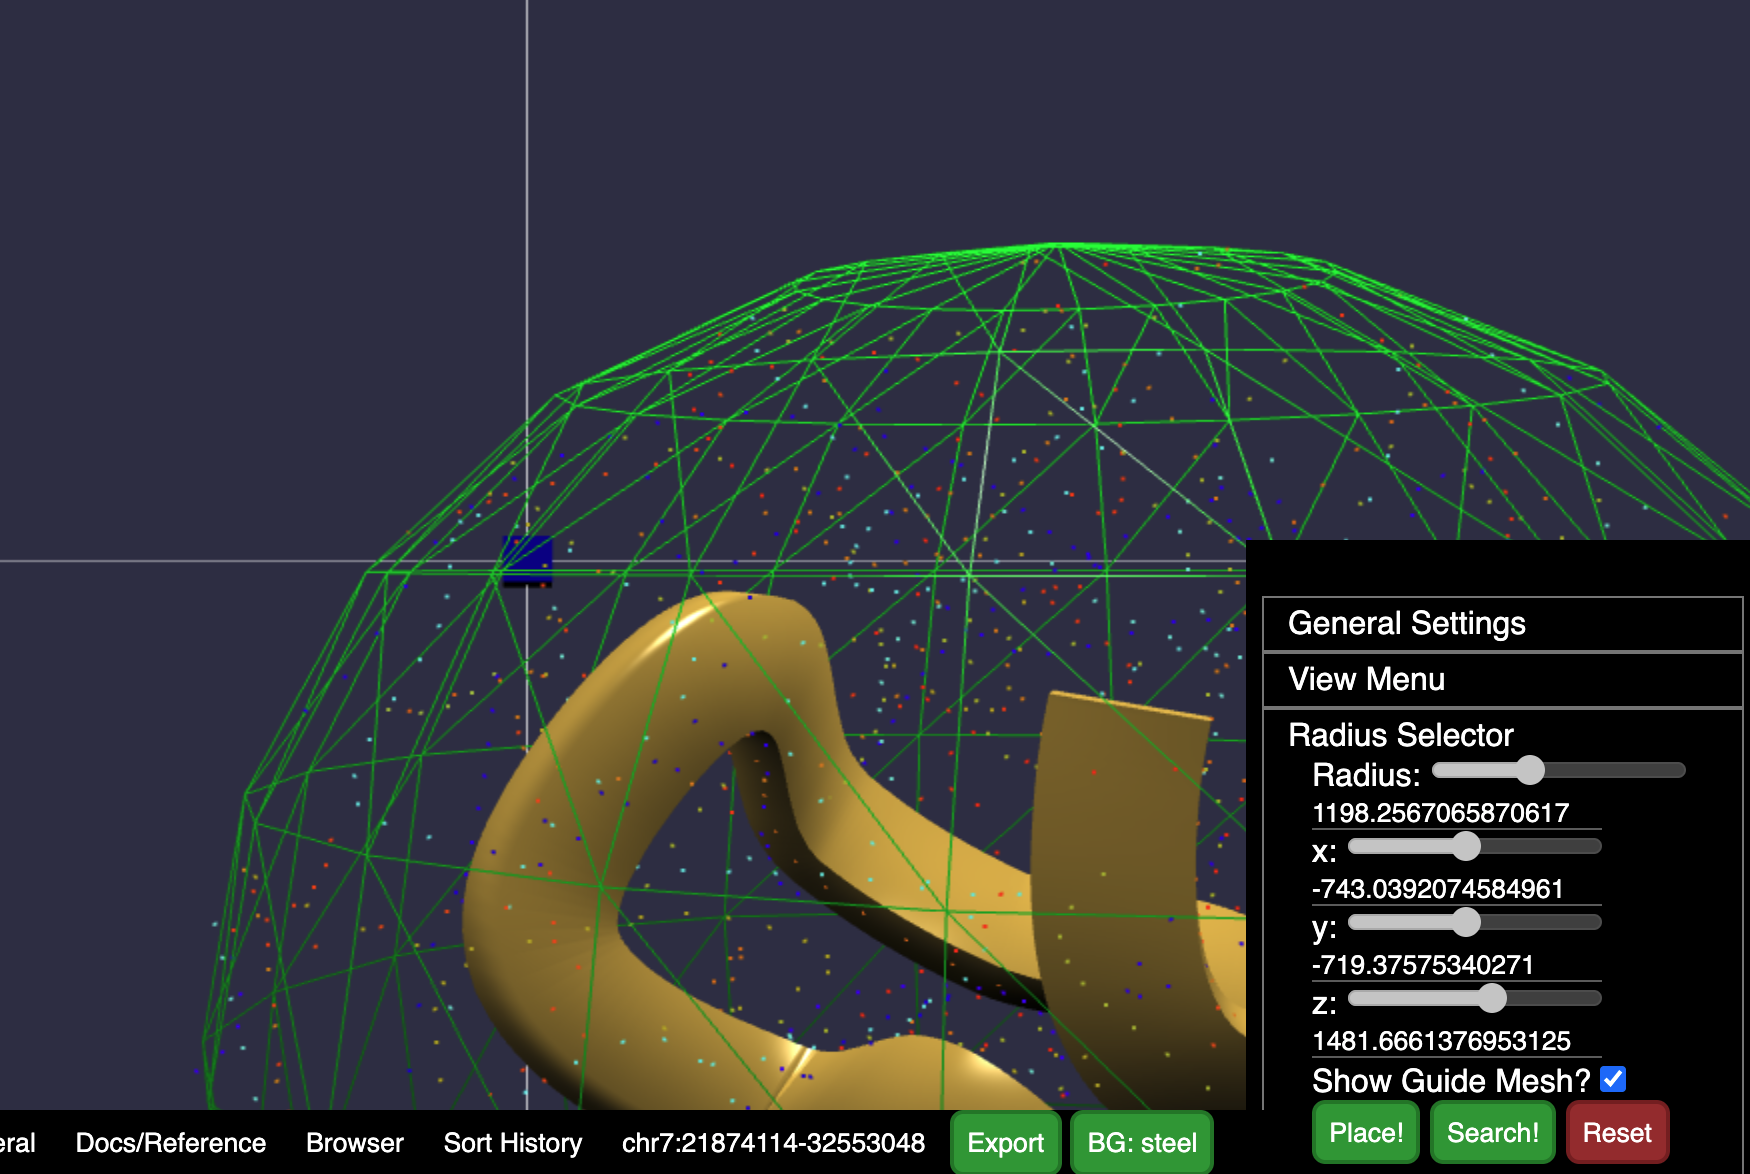 General Settings
View Menu
Radius Selector
Radius:
1198.2567065870617
x:
-743.0392074584961
y:
-719.37575340271
z:
1481.6661376953125
Show Guide Mesh?
Place! Search! Reset
eral Docs/Reference Browser Sort History chr7:21874114-32553048 Export BG: steel